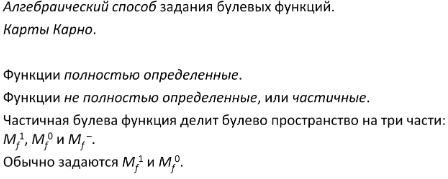 Алгебраический способ задания булевых функций.
Карты Карно.
Функции полностью определенные.
Функции не полностью определенные, или частичные.
Частичная булева функция делит булево пространство на три части:
M_f^1, M_f^0 и M_f^–.
Обычно задаются M_f^1 и M_f^0.